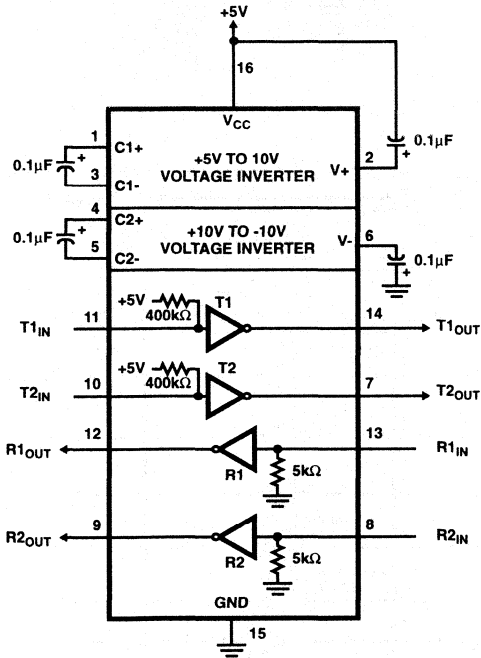 +5V
16
VCC
1
C1+
0.1µF
+
3
C1-
+5V TO 10V
VOLTAGE INVERTER
V+
2
+
0.1µF
4
C2+
0.1µF
+
5
C2-
+10V TO -10V
VOLTAGE INVERTER
V-
6
+
0.1µF
+5V
400kΩ
T1
T1IN
11
14
T1OUT
+5V
400kΩ
T2
T2IN
10
7
T2OUT
R1OUT
12
R1
5kΩ
13
R1IN
R2OUT
9
R2
5kΩ
8
R2IN
GND
15